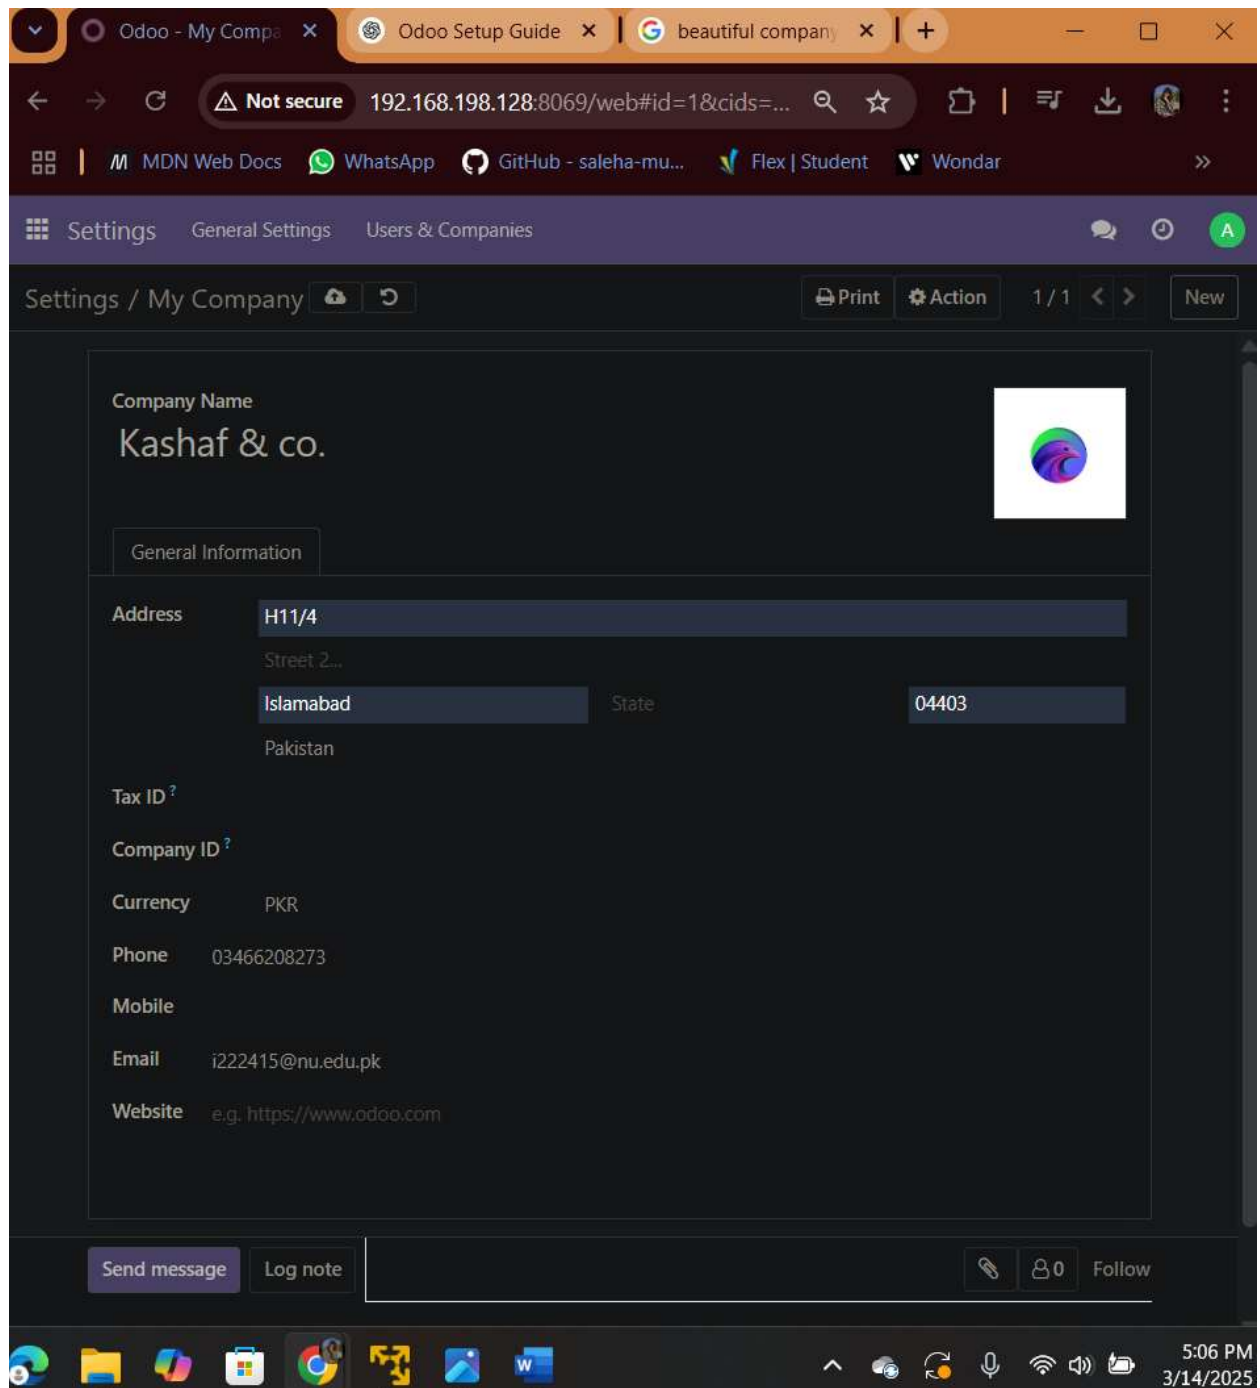 Odoo - My Compa
Odoo Setup Guide
beautiful company
Not secure 192.168.198.128:8069/web#id=1&cids=...
MDN Web Docs WhatsApp GitHub - saleha-mu... Flex | Student Wondar
Settings General Settings Users & Companies A
Settings / My Company Print Action 1 / 1 New
Company Name
Kashaf & co.
General Information
Address H11/4
Street 2...
Islamabad State 04403
Pakistan
Tax ID ?
Company ID ?
Currency PKR
Phone 03466208273
Mobile
Email i222415@nu.edu.pk
Website e.g. https://www.odoo.com
Send message Log note 0 Follow
5:06 PM
3/14/2025